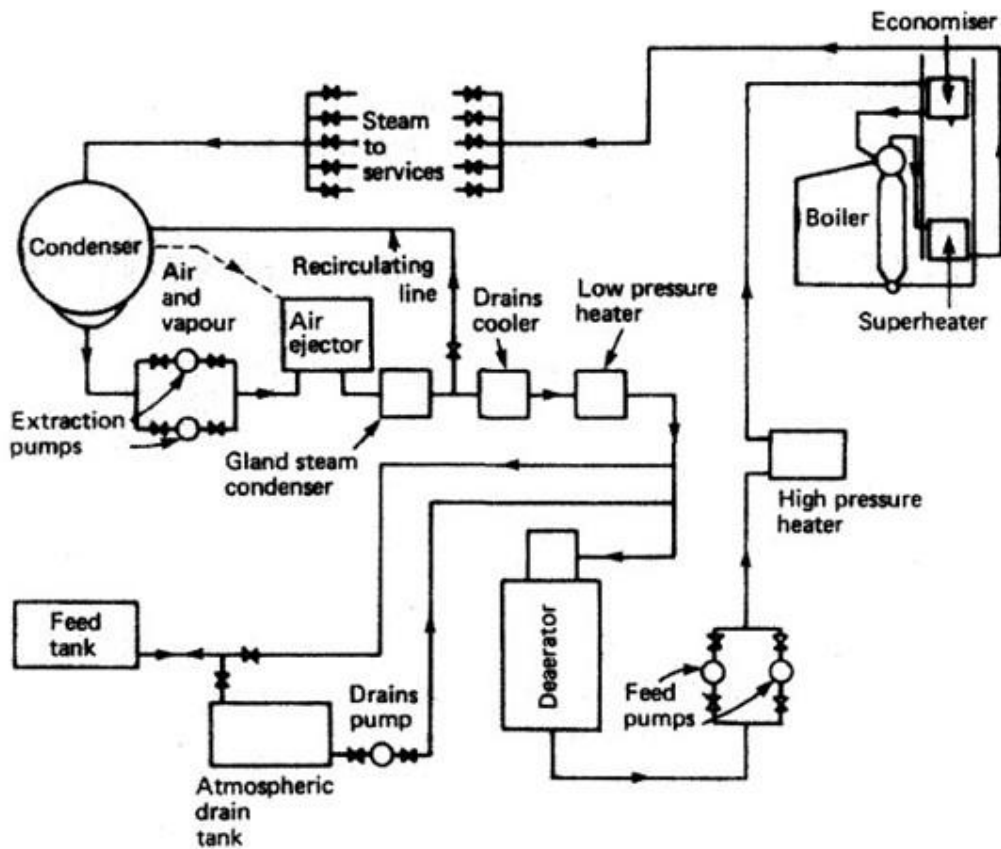 Economiser
Steam
to
services
Boiler
Condenser
Recirculating
line
Air
and
vapour
Drains
cooler
Low pressure
heater
Superheater
Air
ejector
Extraction
pumps
Gland steam
condenser
High pressure
heater
Feed
tank
Deaerator
Drains
pump
Feed
pumps
Atmospheric
drain
tank